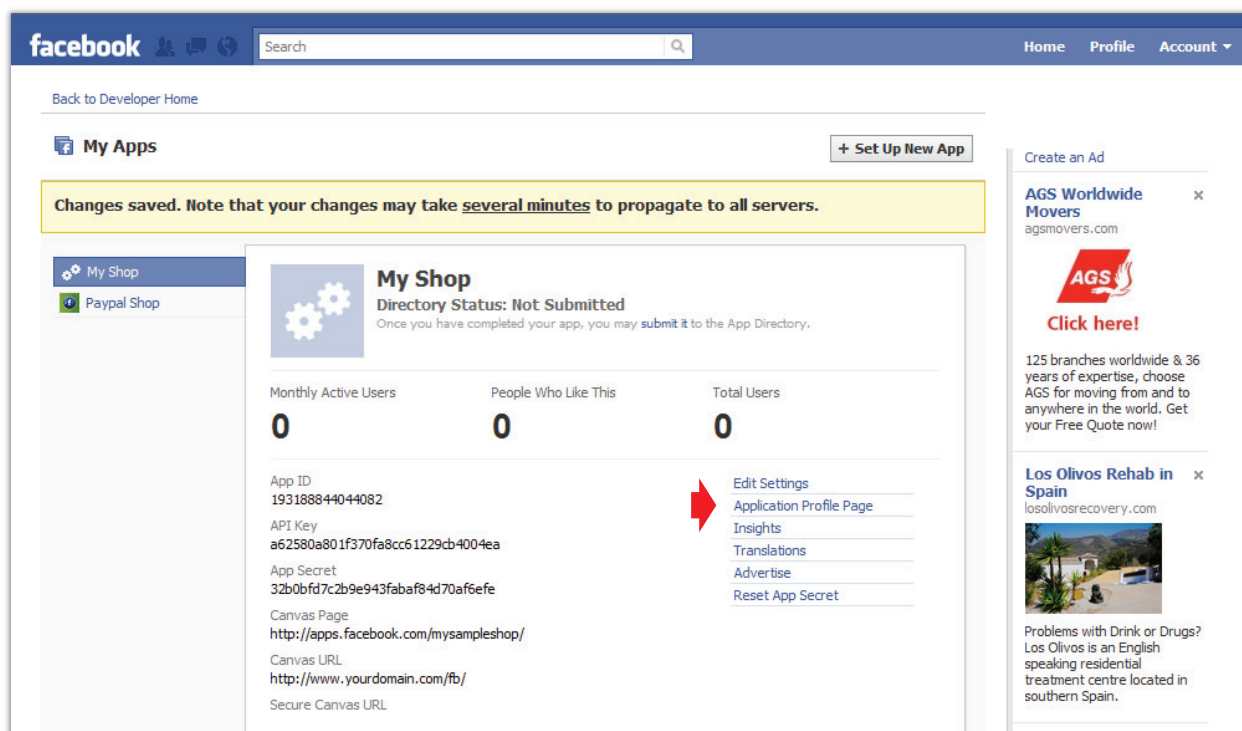 facebook
Search
Home Profile Account
Back to Developer Home
My Apps
+ Set Up New App
Changes saved. Note that your changes may take several minutes to propagate to all servers.
My Shop
Paypal Shop
My Shop
Directory Status: Not Submitted
Once you have completed your app, you may submit it to the App Directory.
Monthly Active Users People Who Like This Total Users
0 0 0
App ID
193188844044082
API Key
a62580a801f370fa8cc61229cb4004ea
App Secret
32b0bfd7c2b9e943fabaf84d70af6efe
Canvas Page
http://apps.facebook.com/mysampleshop/
Canvas URL
http://www.yourdomain.com/fb/
Secure Canvas URL
Edit Settings
Application Profile Page
Insights
Translations
Advertise
Reset App Secret
Create an Ad
AGS Worldwide
Movers
agsmovers.com
AGS
Click here!
125 branches worldwide & 36
years of expertise, choose
AGS for moving from and to
anywhere in the world. Get
your Free Quote now!
Los Olivos Rehab in
Spain
losolivosrecovery.com
Problems with Drink or Drugs?
Los Olivos is an English
speaking residential
treatment centre located in
southern Spain.